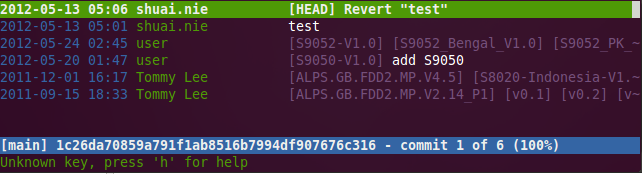 2012-05-13 05:06 shuai.nie [HEAD] Revert "test"
2012-05-13 05:01 shuai.nie test
2012-05-24 02:45 user [S9052-V1.0] [S9052_Bengal_V1.0] [S9052_PK_~
2012-05-20 01:47 user [S9050-V1.0] add S9050
2011-12-01 16:17 Tommy Lee [ALPS.GB.FDD2.MP.V4.5] [S8020-Indonesia-V1.~
2011-09-15 18:33 Tommy Lee [ALPS.GB.FDD2.MP.V2.14_P1] [v0.1] [v0.2] [v~
[main] 1c26da70859a791f1ab8516b7994df907676c316 - commit 1 of 6 (100%)
Unknown key, press 'h' for help